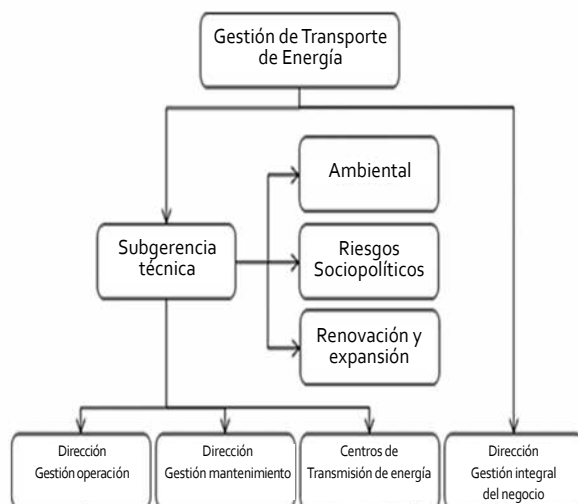 Gestión de Transporte
de Energía
Ambiental
Subgerencia
técnica
Riesgos
Sociopolíticos
Renovación y
expansión
Dirección
Gestión operación
Dirección
Gestión mantenimiento
Centros de
Transmisión de energía
Dirección
Gestión integral
del negocio